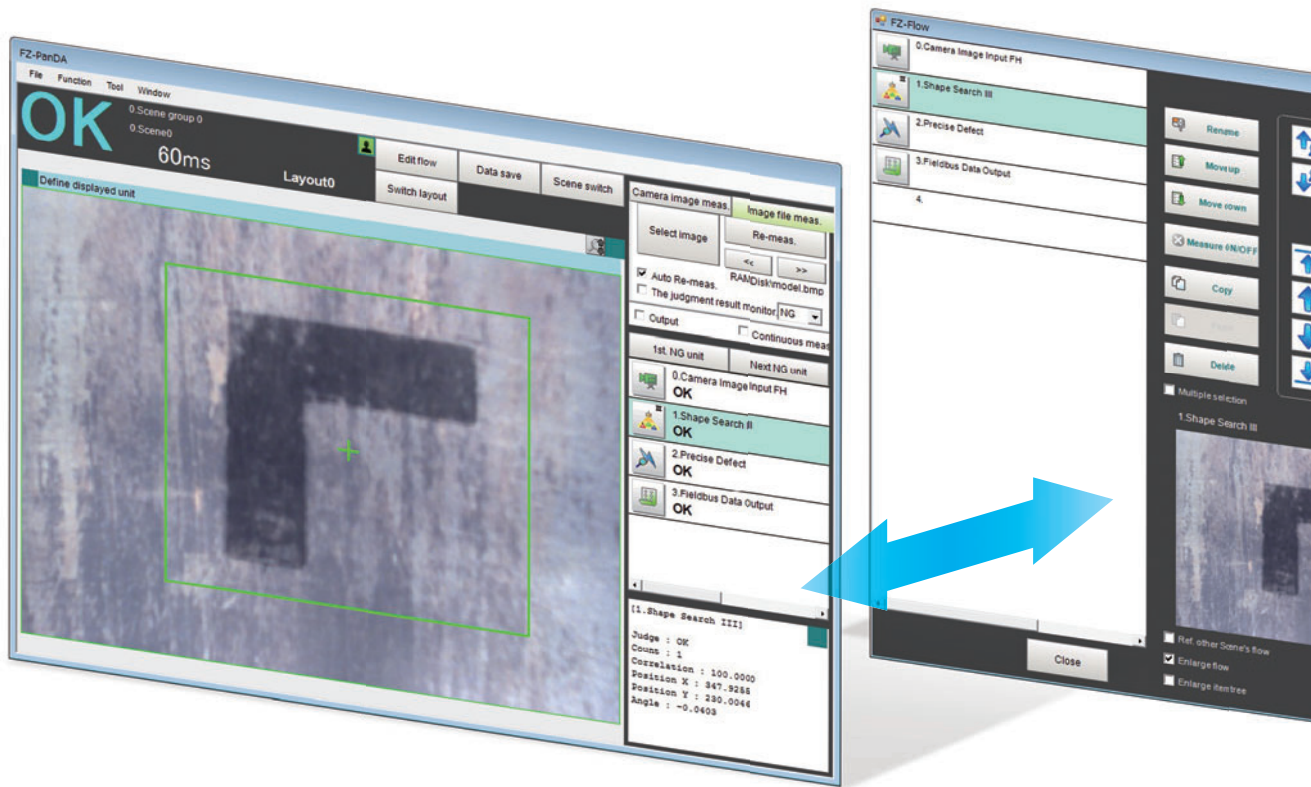 FZ-PanDA
File Function Tool Window
OK
0.Scene group 0
0.Scene0
60ms
Layout0
Edit flow
Data save
Scene switch
Switch layout
Define displayed unit
Camera image meas.
Image file meas.
Select image
Re-meas.
<<
>>
Auto Re-meas.
RAMDisk\model.bmp
The judgment result monitor.
NG
Output
Continuous meas
1st. NG unit
Next NG unit
0.Camera Image Input FH
OK
1.Shape Search III
OK
2.Precise Defect
OK
3.Fieldbus Data Output
OK
[1.Shape Search III]
Judge : OK
Count : 1
Correlation : 100.0000
Position X : 347.9255
Position Y : 230.0046
Angle : -0.0403
FZ-Flow
0.Camera Image Input FH
1.Shape Search III
2.Precise Defect
3.Fieldbus Data Output
4.
Rename
Move up
Move rown
Measure ON/OFF
Copy
Delete
Multiple selection
1.Shape Search III
Ref. other Scene's flow
Enlarge flow
Enlarge itemtree
Close